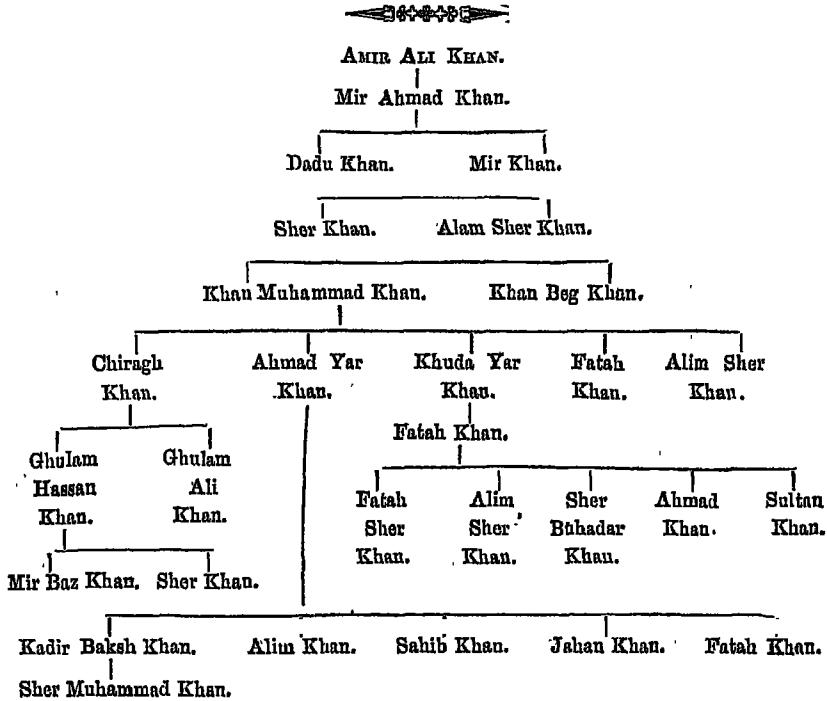 AMIR ALI KHAN.
Mir Ahmad Khan.
Dadu Khan. Mir Khan.
Sher Khan. Alam Sher Khan.
Khan Muhammad Khan. Khan Beg Khan.
Chiragh Khan. Ahmad Yar Khan. Khuda Yar Khan. Fatah Khan. Alim Sher Khan.
Fatah Khan.
Ghulam Hassan Khan. Ghulam Ali Khan.
Fatah Sher Khan. Alim Sher Khan. Sher Buhadar Khan. Ahmad Khan. Sultan Khan.
Mir Baz Khan. Sher Khan.
Kadir Baksh Khan. Alim Khan. Sahib Khan. Jahan Khan. Fatah Khan.
Sher Muhammad Khan.